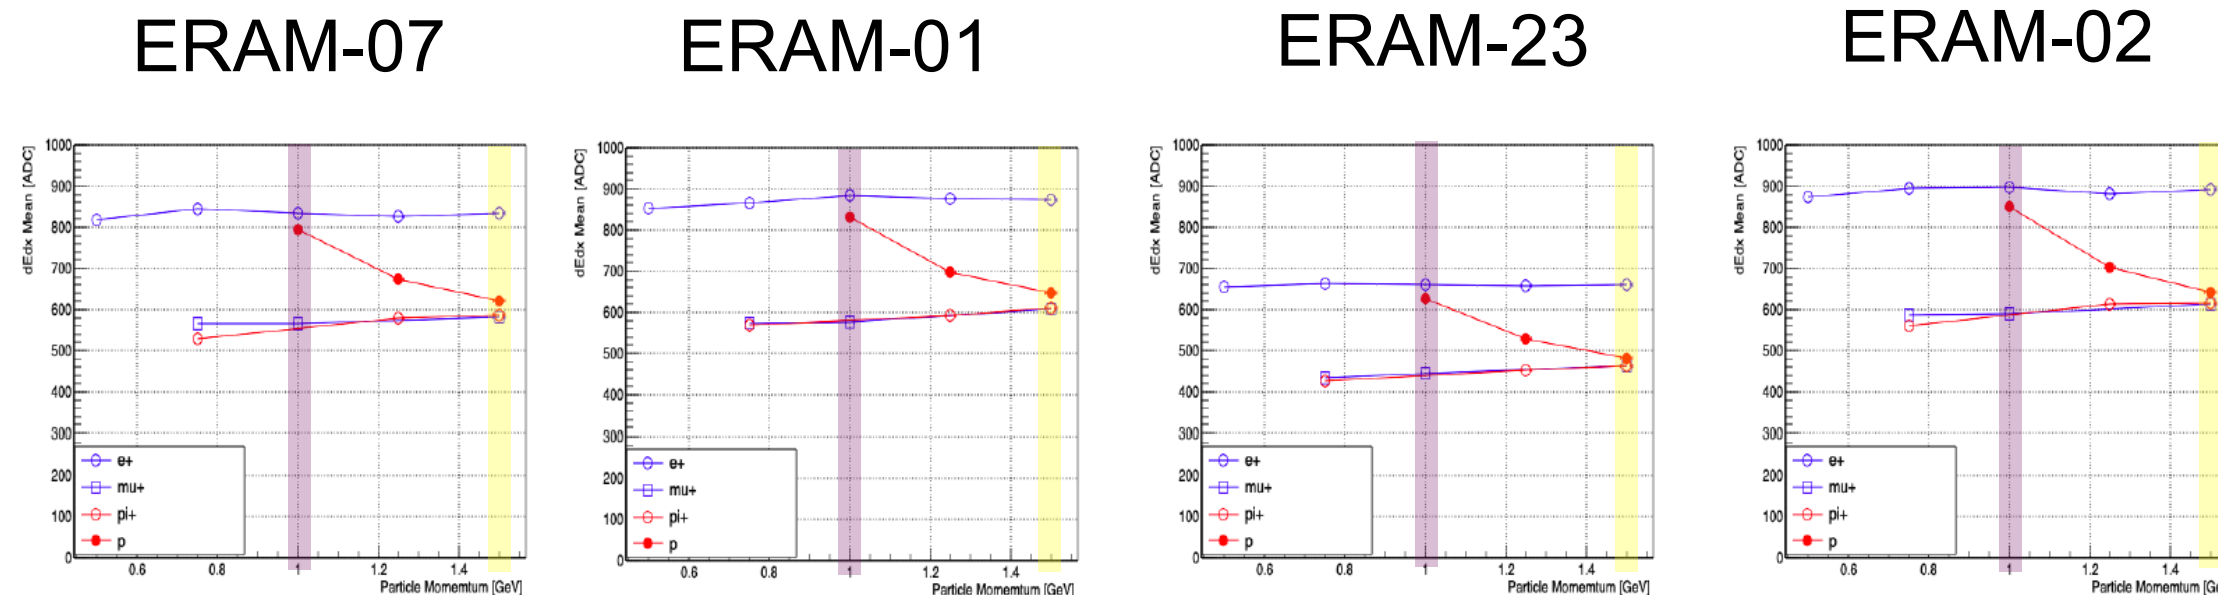 ERAM-07
ERAM-01
ERAM-23
ERAM-02
dEdx Mean [ADC]
1000
900
800
700
600
500
400
300
200
100
0
e+
mu+
pi+
p
0.6
0.8
1
1.2
1.4
Particle Momemtum [GeV]
dEdx Mean [ADC]
1000
900
800
700
600
500
400
300
200
100
0
e+
mu+
pi+
p
0.6
0.8
1
1.2
1.4
Particle Momemtum [GeV]
dEdx Mean [ADC]
1000
900
800
700
600
500
400
300
200
100
0
e+
mu+
pi+
p
0.6
0.8
1
1.2
1.4
Particle Momemtum [GeV]
dEdx Mean [ADC]
1000
900
800
700
600
500
400
300
200
100
0
e+
mu+
pi+
p
0.6
0.8
1
1.2
1.4
Particle Momemtum [Ge